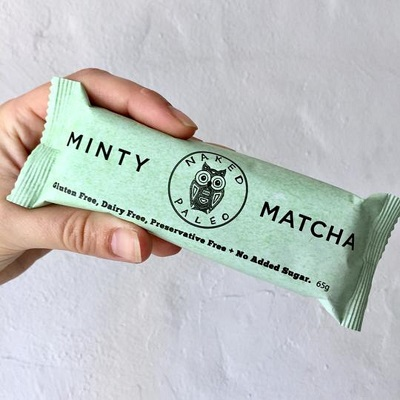 MINTY
NAKED
PALEO
MATCHA
Gluten Free, Dairy Free, Preservative Free + No Added Sugar. 65g